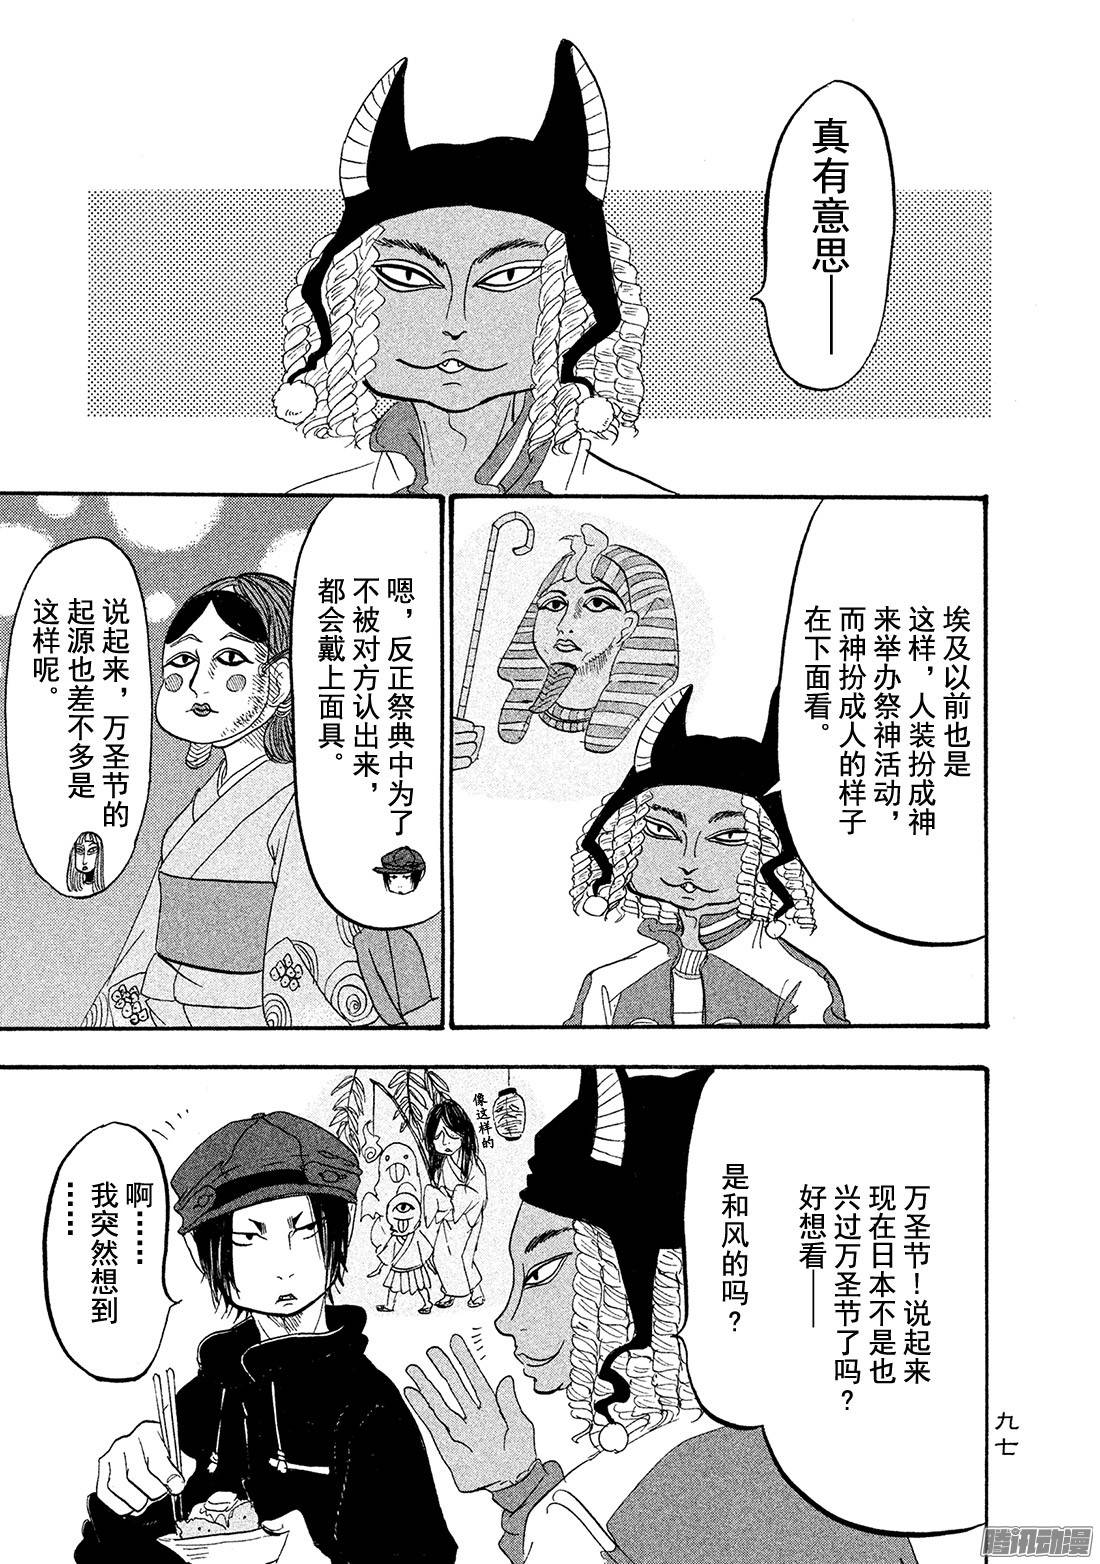 真有意思——
埃及以前也是
这样，人装扮成神
来举办祭神活动，
而神扮成人的样子
在下面看。
嗯，反正祭典中为了
不被对方认出来，
都会戴上面具。
说起来，万圣节的
起源也差不多是
这样呢。
万圣节！说起来
现在日本不是也
兴过万圣节了吗？
好想看——
是和风的吗？
像这样的
啊……
我突然想到
……
九七
腾讯动漫